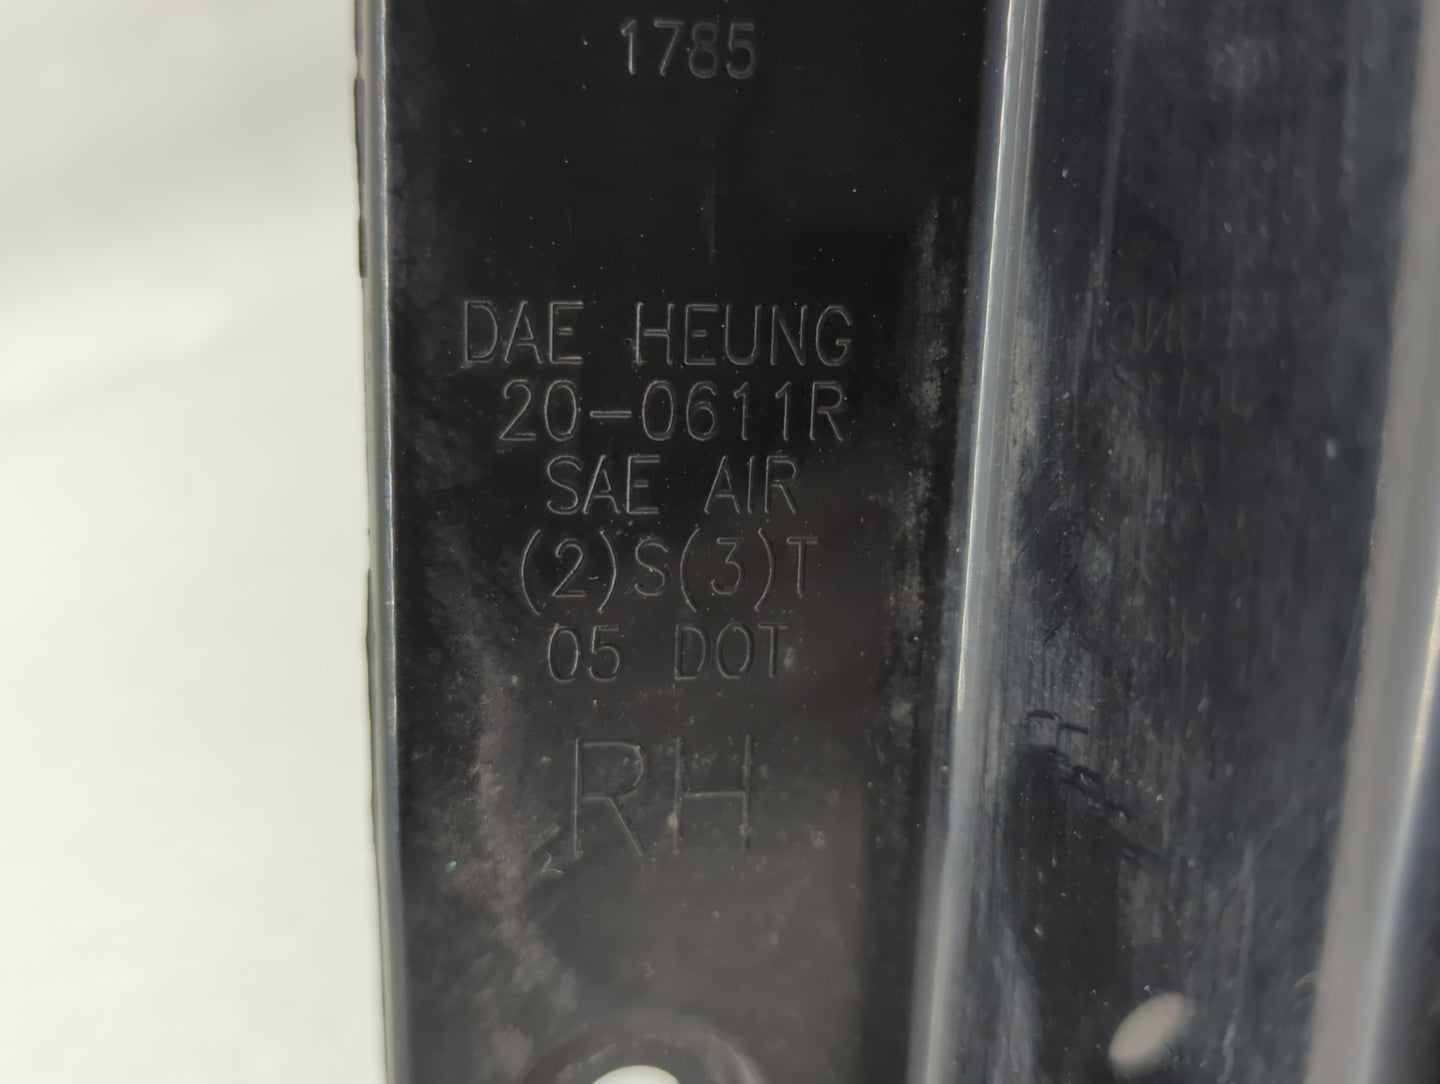 1785
DAE HEUNG
20-0611R
SAE AIR
(2)S(3)T
05 DOT
RH